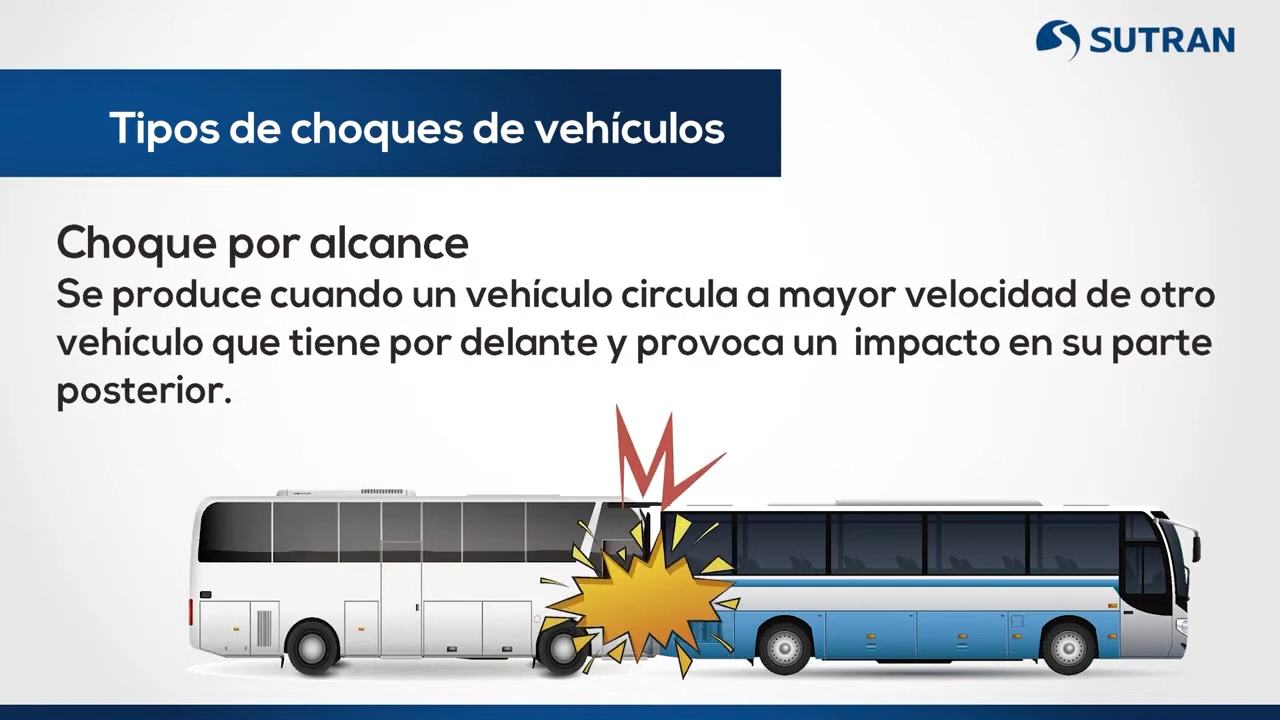 SUTRAN
Tipos de choques de vehículos
Choque por alcance
Se produce cuando un vehículo circula a mayor velocidad de otro
vehículo que tiene por delante y provoca un impacto en su parte
posterior.